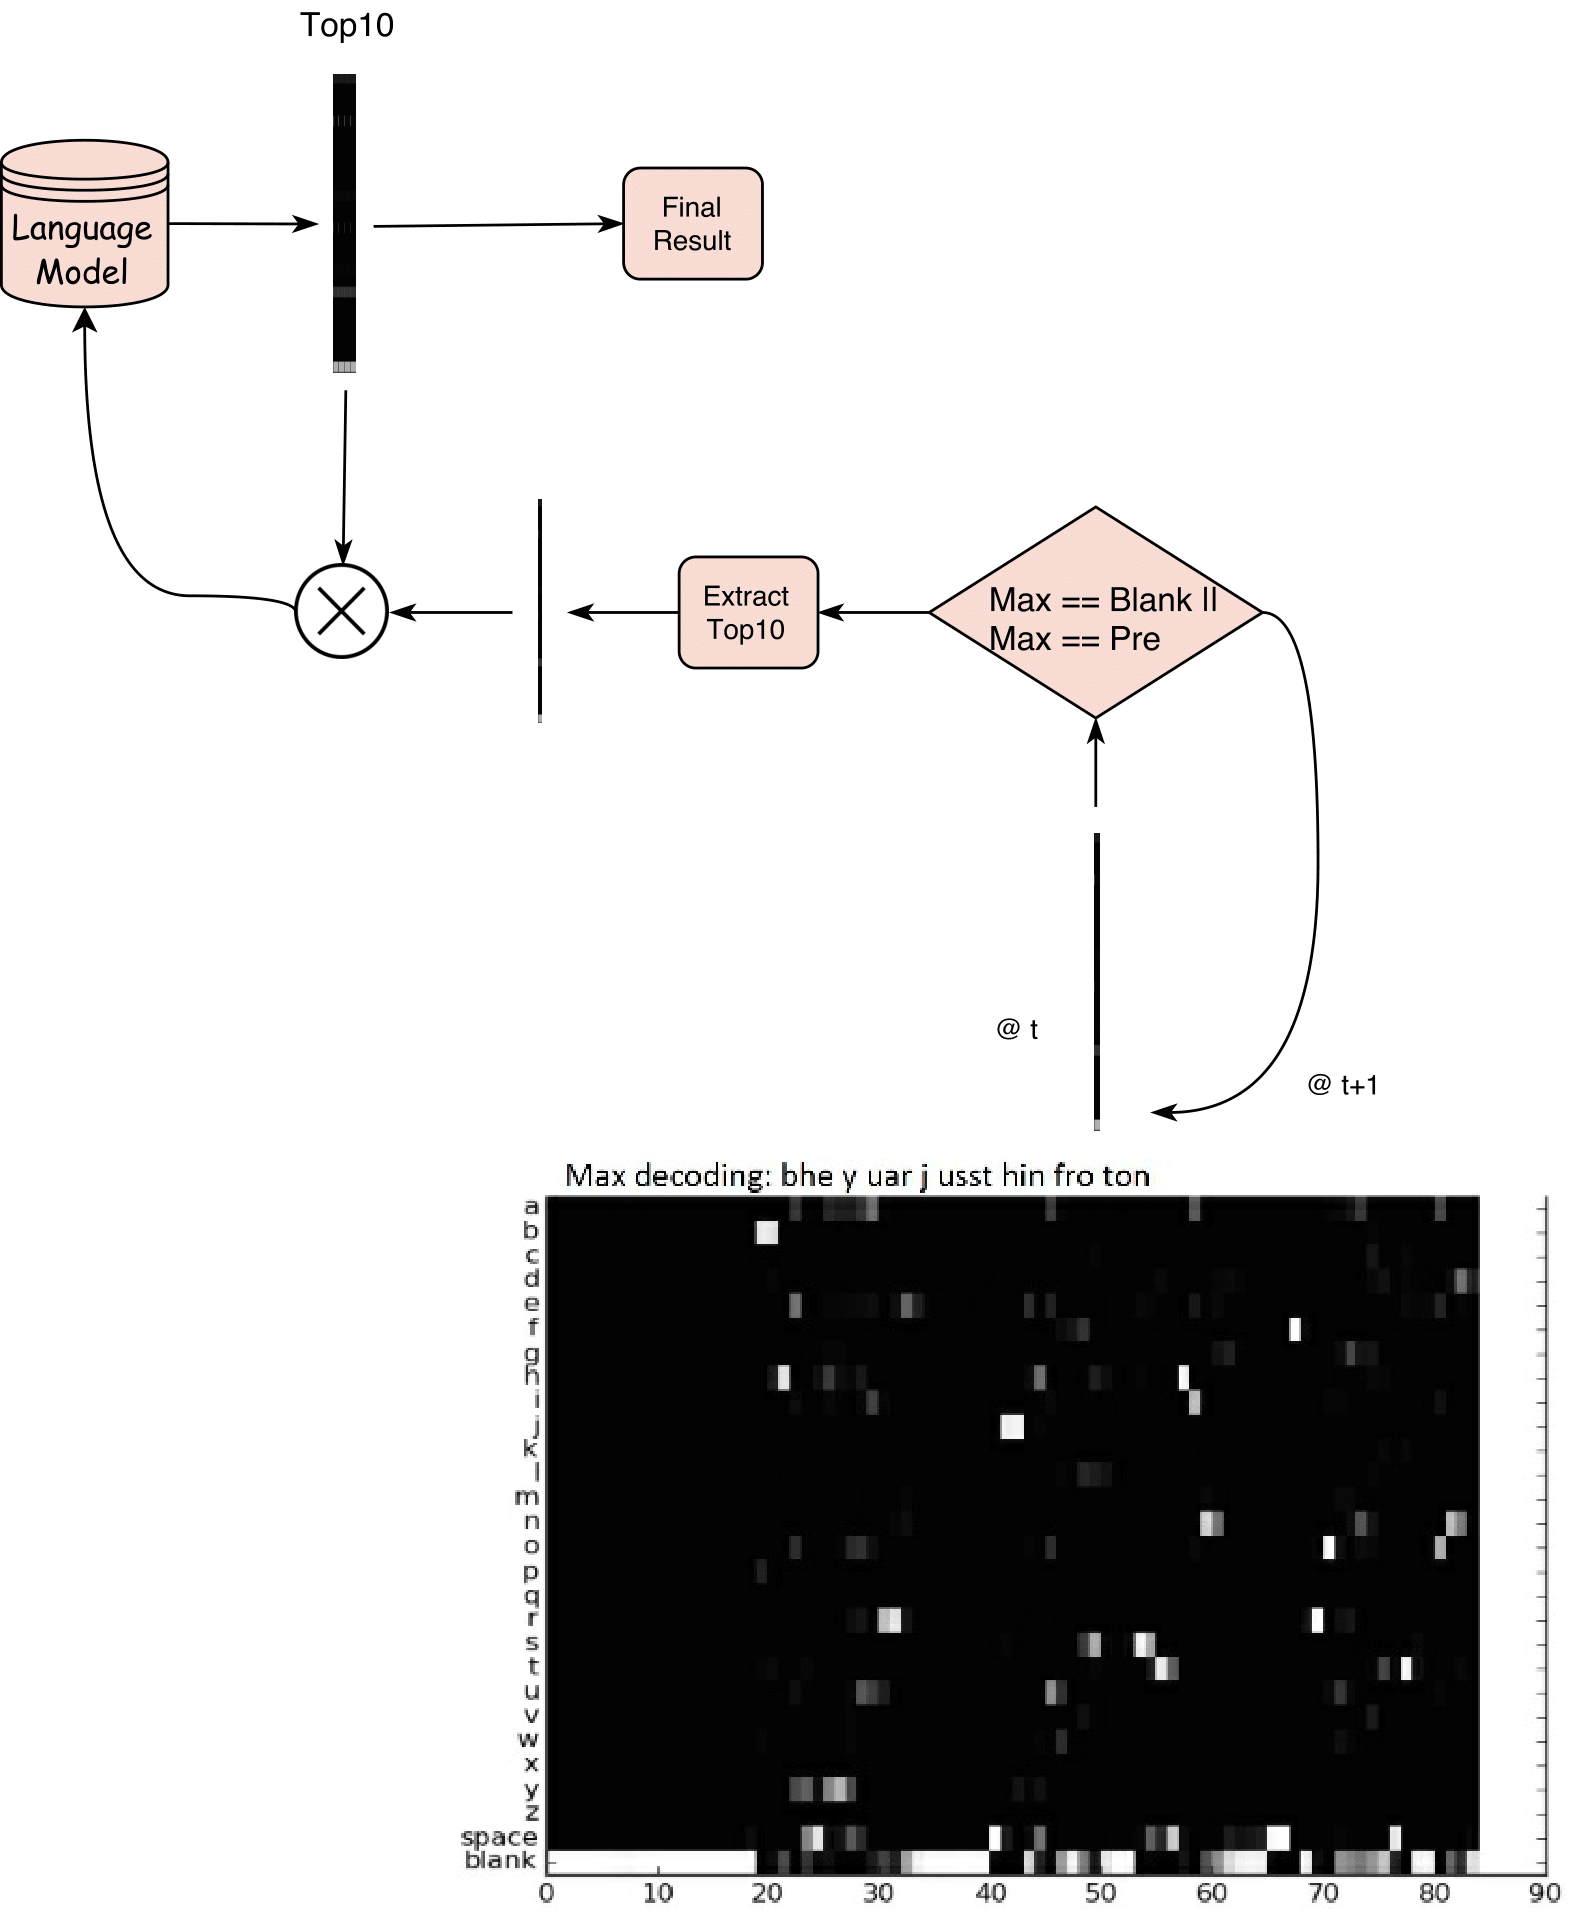 Top10
Language
Model
Final
Result
Extract
Top10
Max == Blank ||
Max == Pre
@ t
@ t+1
Max decoding: bhe y uar j usst hin fro ton
a
b
c
d
e
f
g
h
i
j
k
l
m
n
o
p
q
r
s
t
u
v
w
x
y
z
space
blank
0 10 20 30 40 50 60 70 80 90